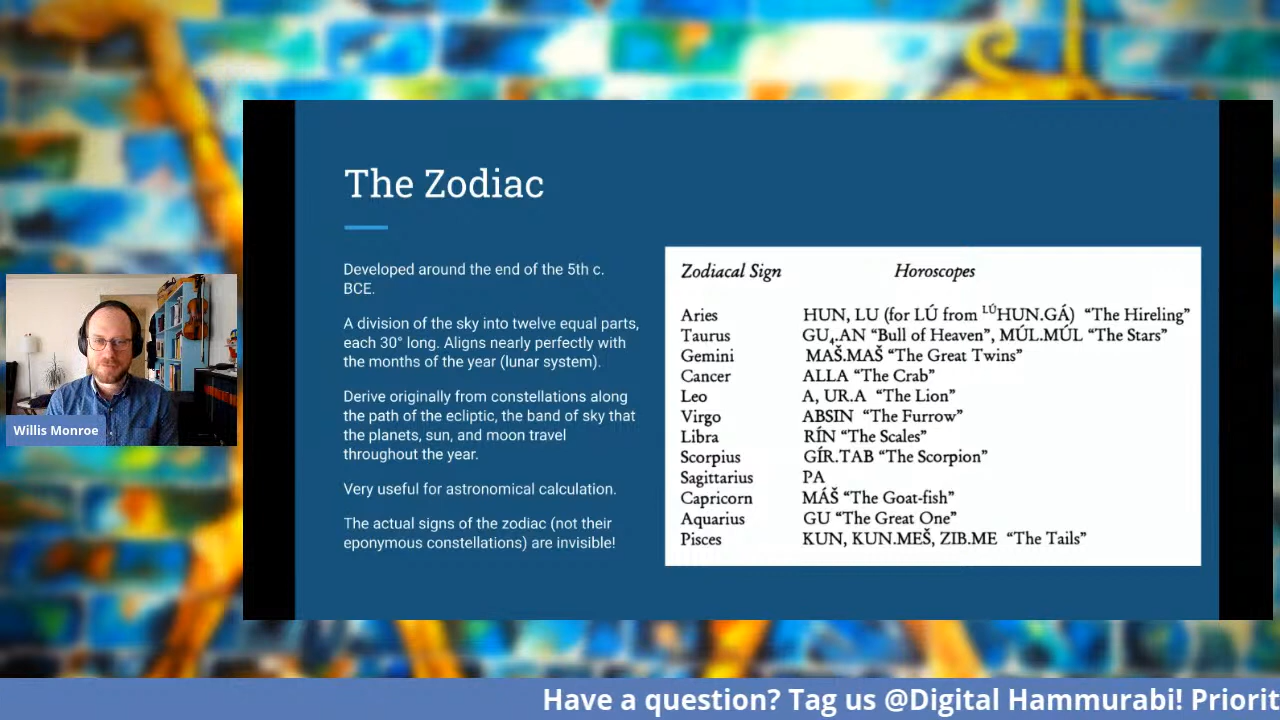 The Zodiac
Developed around the end of the 5th c.
BCE.
A division of the sky into twelve equal parts,
each 30° long. Aligns nearly perfectly with
the months of the year (lunar system).
Derive originally from constellations along
the path of the ecliptic, the band of sky that
the planets, sun, and moon travel
throughout the year.
Very useful for astronomical calculation.
The actual signs of the zodiac (not their
eponymous constellations) are invisible!
Zodiacal Sign Horoscopes
Aries HUN, LU (for LÚ from ᴸÚHUN.GÁ) “The Hireling”
Taurus GU₄.AN “Bull of Heaven”, MÚL.MÚL “The Stars”
Gemini MAŠ.MAŠ “The Great Twins”
Cancer ALLA “The Crab”
Leo A, UR.A “The Lion”
Virgo ABSIN “The Furrow”
Libra RÍN “The Scales”
Scorpius GÍR.TAB “The Scorpion”
Sagittarius PA
Capricorn MÁŠ “The Goat-fish”
Aquarius GU “The Great One”
Pisces KUN, KUN.MEŠ, ZIB.ME “The Tails”
Willis Monroe
Have a question? Tag us @Digital Hammurabi! Priorit